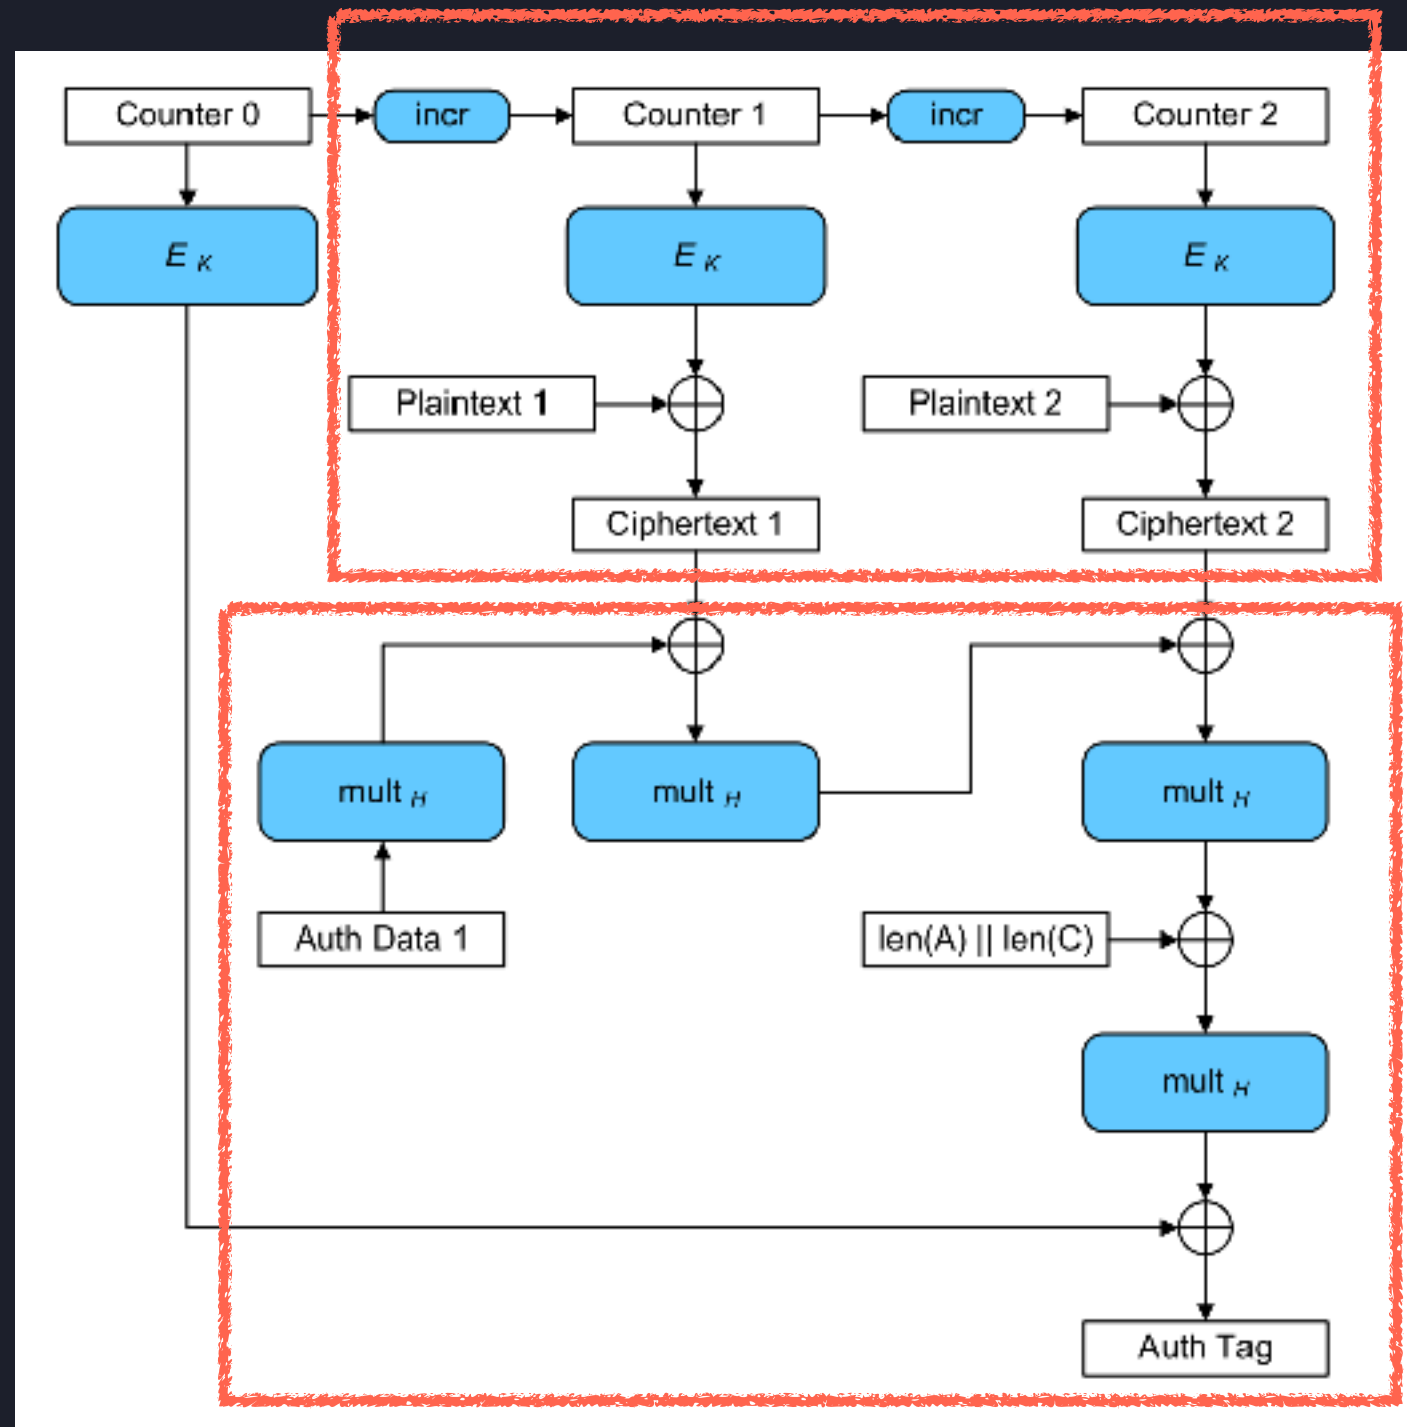 Counter 0
incr
Counter 1
incr
Counter 2
E K
E K
E K
Plaintext 1
Plaintext 2
Ciphertext 1
Ciphertext 2
mult H
mult H
mult H
Auth Data 1
len(A) || len(C)
mult H
Auth Tag